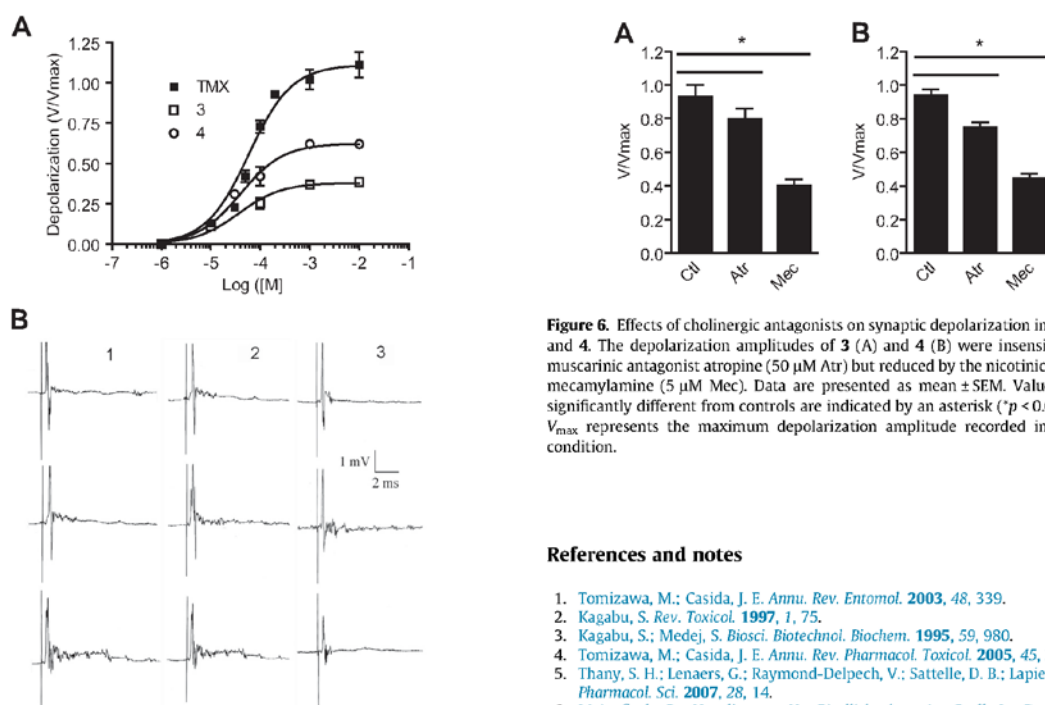 A
1.25
1.00
0.75
0.50
0.25
0.00
Depolarization (V/Vmax)
TMX
3
4
-7 -6 -5 -4 -3 -2 -1
Log ([M]
B
1 2 3
1 mV
2 ms
A
*
1.2
1.0
0.8
0.6
0.4
0.2
0.0
V/Vmax
Ctl Atr Mec
B
*
1.2
1.0
0.8
0.6
0.4
0.2
0.0
V/Vmax
Ctl Atr Mec
Figure 6. Effects of cholinergic antagonists on synaptic depolarization in
and 4. The depolarization amplitudes of 3 (A) and 4 (B) were insensi
muscarinic antagonist atropine (50 μM Atr) but reduced by the nicotinic
mecamylamine (5 μM Mec). Data are presented as mean ± SEM. Value
significantly different from controls are indicated by an asterisk (*p < 0.0
Vmax represents the maximum depolarization amplitude recorded in
condition.
References and notes
1. Tomizawa, M.; Casida, J. E. Annu. Rev. Entomol. 2003, 48, 339.
2. Kagabu, S. Rev. Toxicol. 1997, 1, 75.
3. Kagabu, S.; Medej, S. Biosci. Biotechnol. Biochem. 1995, 59, 980.
4. Tomizawa, M.; Casida, J. E. Annu. Rev. Pharmacol. Toxicol. 2005, 45,
5. Thany, S. H.; Lenaers, G.; Raymond-Delpech, V.; Sattelle, D. B.; Lapie
Pharmacol. Sci. 2007, 28, 14.